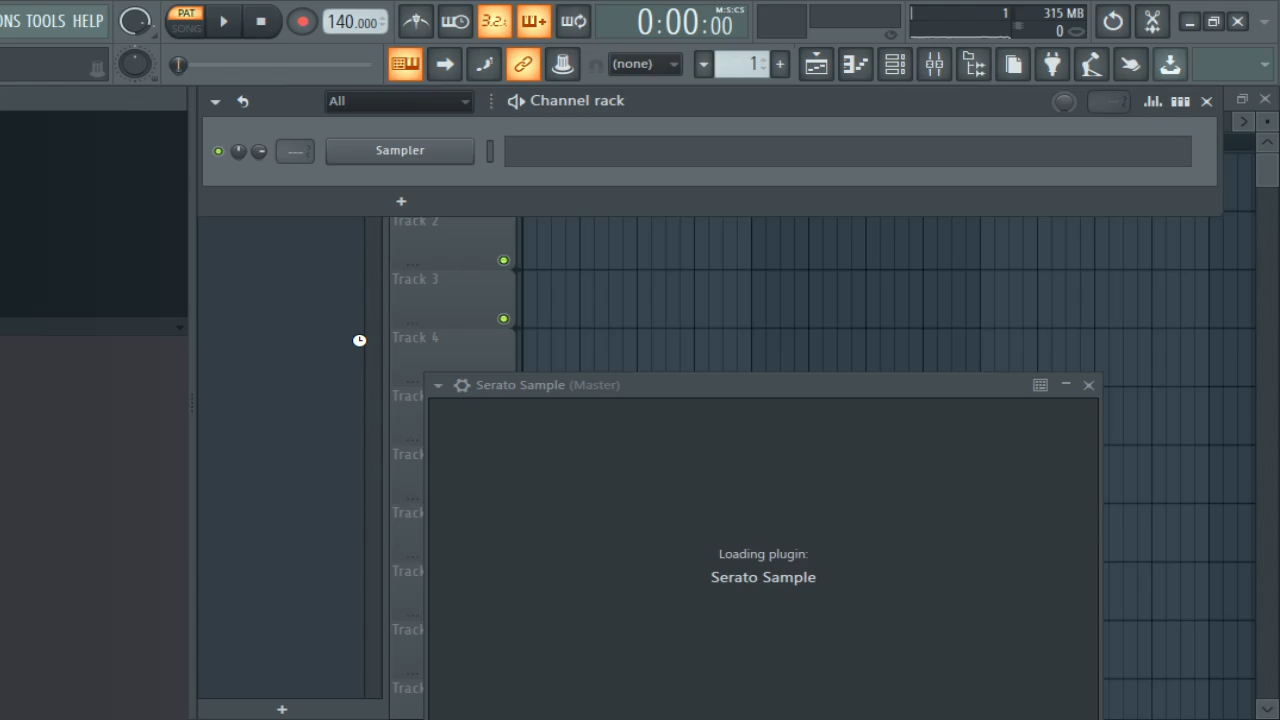 ONS TOOLS HELP
PAT
SONG
140.000
3.2.
0:00:00
M:S:CS
1
315 MB
0
(none)
1
All
Channel rack
Sampler
Track 2
Track 3
Track 4
Track
Serato Sample (Master)
Track
Track
Loading plugin:
Track
Serato Sample
Track
Track